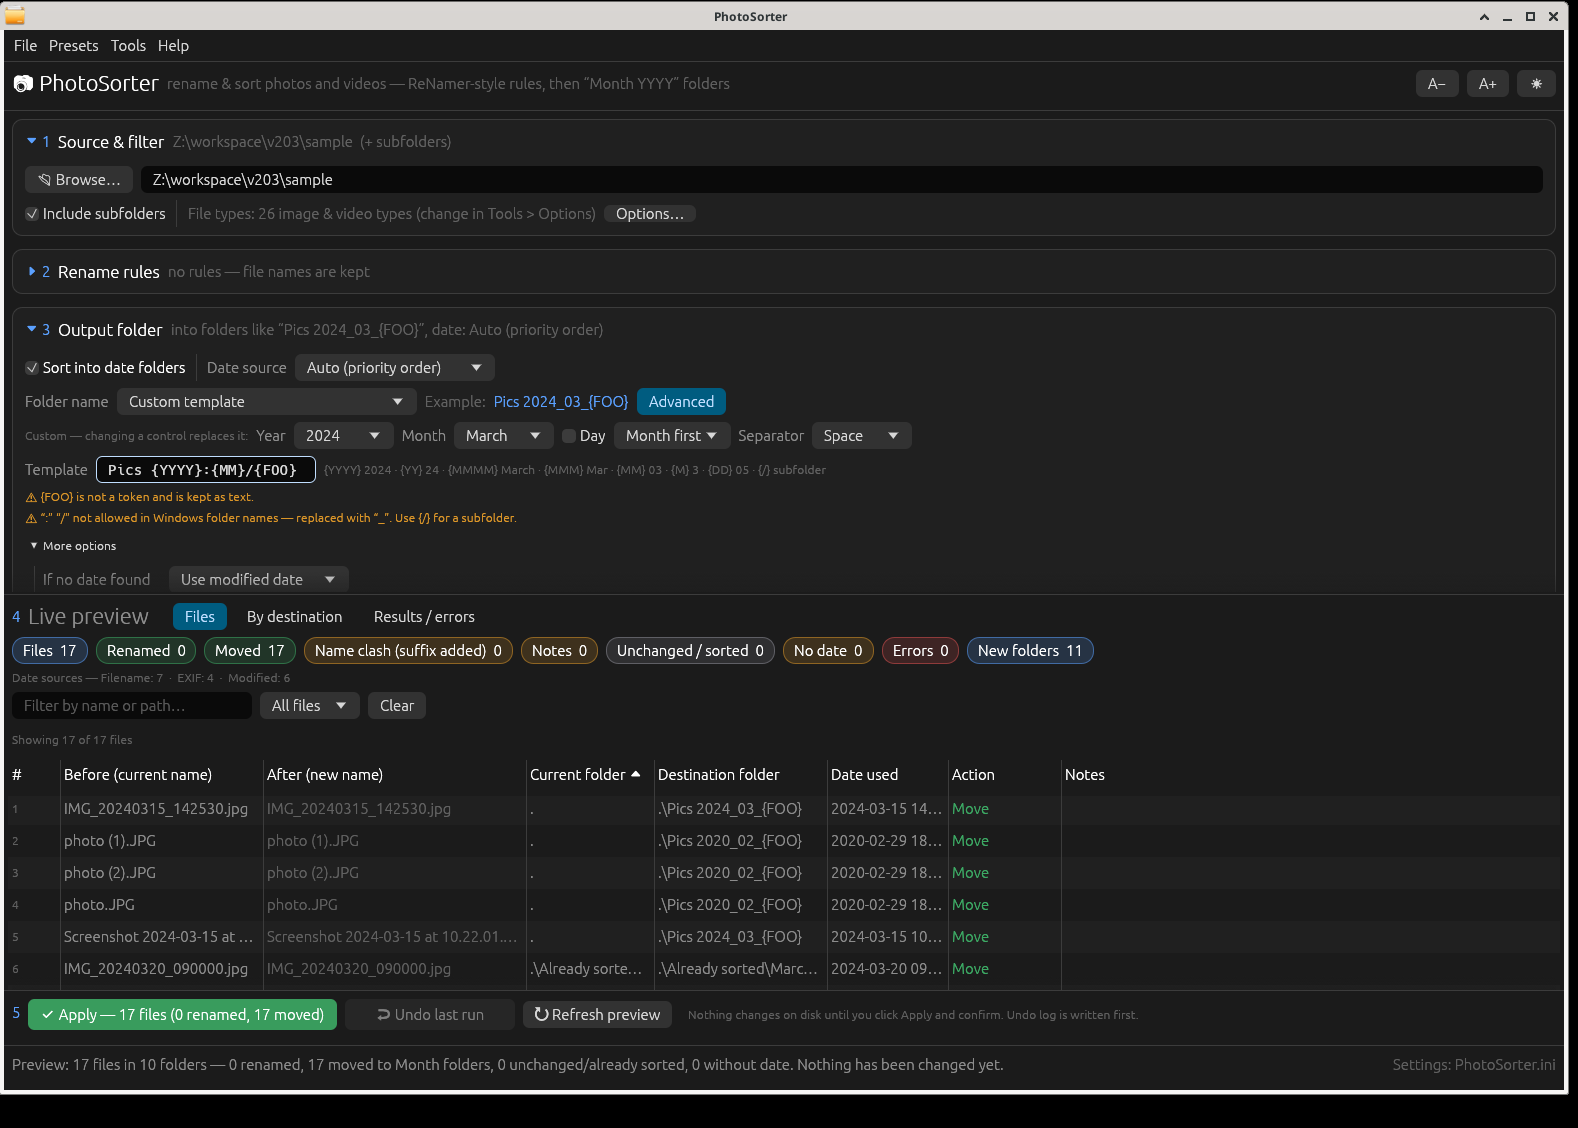 PhotoSorter
File Presets Tools Help
PhotoSorter rename & sort photos and videos — ReNamer-style rules, then “Month YYYY” folders A− A+ ☀
1 Source & filter Z:\workspace\v203\sample (+ subfolders)
Browse… Z:\workspace\v203\sample
Include subfolders File types: 26 image & video types (change in Tools > Options) Options…
2 Rename rules no rules — file names are kept
3 Output folder into folders like “Pics 2024_03_{FOO}”, date: Auto (priority order)
Sort into date folders Date source Auto (priority order)
Folder name Custom template Example: Pics 2024_03_{FOO} Advanced
Custom — changing a control replaces it: Year 2024 Month March Day Month first Separator Space
Template Pics {YYYY}:{MM}/{FOO} {YYYY} 2024 · {YY} 24 · {MMMM} March · {MMM} Mar · {MM} 03 · {M} 3 · {DD} 05 · {/} subfolder
⚠ {FOO} is not a token and is kept as text.
⚠ “:” “/” not allowed in Windows folder names — replaced with “_”. Use {/} for a subfolder.
More options
If no date found Use modified date
4 Live preview Files By destination Results / errors
Files 17 Renamed 0 Moved 17 Name clash (suffix added) 0 Notes 0 Unchanged / sorted 0 No date 0 Errors 0 New folders 11
Date sources — Filename: 7 · EXIF: 4 · Modified: 6
Filter by name or path… All files Clear
Showing 17 of 17 files
# Before (current name) After (new name) Current folder Destination folder Date used Action Notes
1 IMG_20240315_142530.jpg IMG_20240315_142530.jpg . .\Pics 2024_03_{FOO} 2024-03-15 14… Move
2 photo (1).JPG photo (1).JPG . .\Pics 2020_02_{FOO} 2020-02-29 18… Move
3 photo (2).JPG photo (2).JPG . .\Pics 2020_02_{FOO} 2020-02-29 18… Move
4 photo.JPG photo.JPG . .\Pics 2020_02_{FOO} 2020-02-29 18… Move
5 Screenshot 2024-03-15 at … Screenshot 2024-03-15 at 10.22.01.… . .\Pics 2024_03_{FOO} 2024-03-15 10… Move
6 IMG_20240320_090000.jpg IMG_20240320_090000.jpg .\Already sorte… .\Already sorted\Marc… 2024-03-20 09… Move
5 ✓ Apply — 17 files (0 renamed, 17 moved) Undo last run Refresh preview Nothing changes on disk until you click Apply and confirm. Undo log is written first.
Preview: 17 files in 10 folders — 0 renamed, 17 moved to Month folders, 0 unchanged/already sorted, 0 without date. Nothing has been changed yet. Settings: PhotoSorter.ini